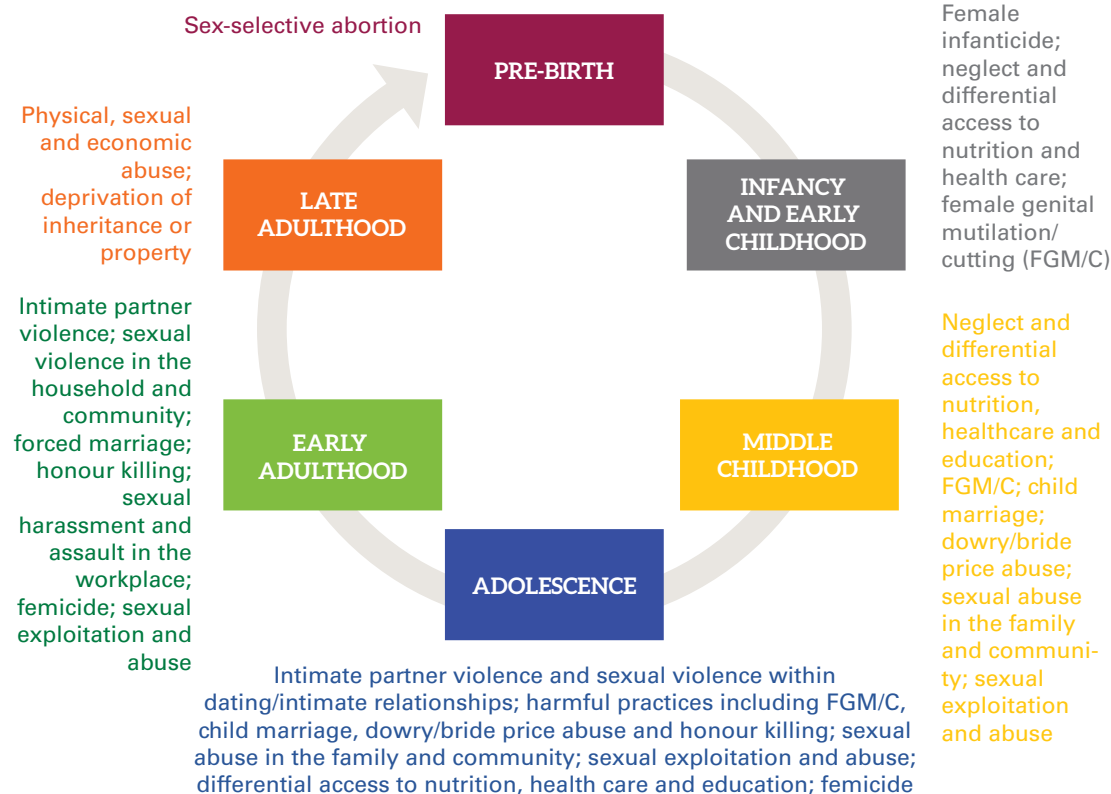 Sex-selective abortion
PRE-BIRTH
Female
infanticide;
neglect and
differential
access to
nutrition and
health care;
female genital
mutilation/
cutting (FGM/C)
INFANCY
AND EARLY
CHILDHOOD
Neglect and
differential
access to
nutrition,
healthcare and
education;
FGM/C; child
marriage;
dowry/bride
price abuse;
sexual abuse
in the family
and communi-
ty; sexual
exploitation
and abuse
MIDDLE
CHILDHOOD
ADOLESCENCE
Intimate partner violence and sexual violence within
dating/intimate relationships; harmful practices including FGM/C,
child marriage, dowry/bride price abuse and honour killing; sexual
abuse in the family and community; sexual exploitation and abuse;
differential access to nutrition, health care and education; femicide
EARLY
ADULTHOOD
Intimate partner
violence; sexual
violence in the
household and
community;
forced marriage;
honour killing;
sexual
harassment and
assault in the
workplace;
femicide; sexual
exploitation and
abuse
LATE
ADULTHOOD
Physical, sexual
and economic
abuse;
deprivation of
inheritance or
property